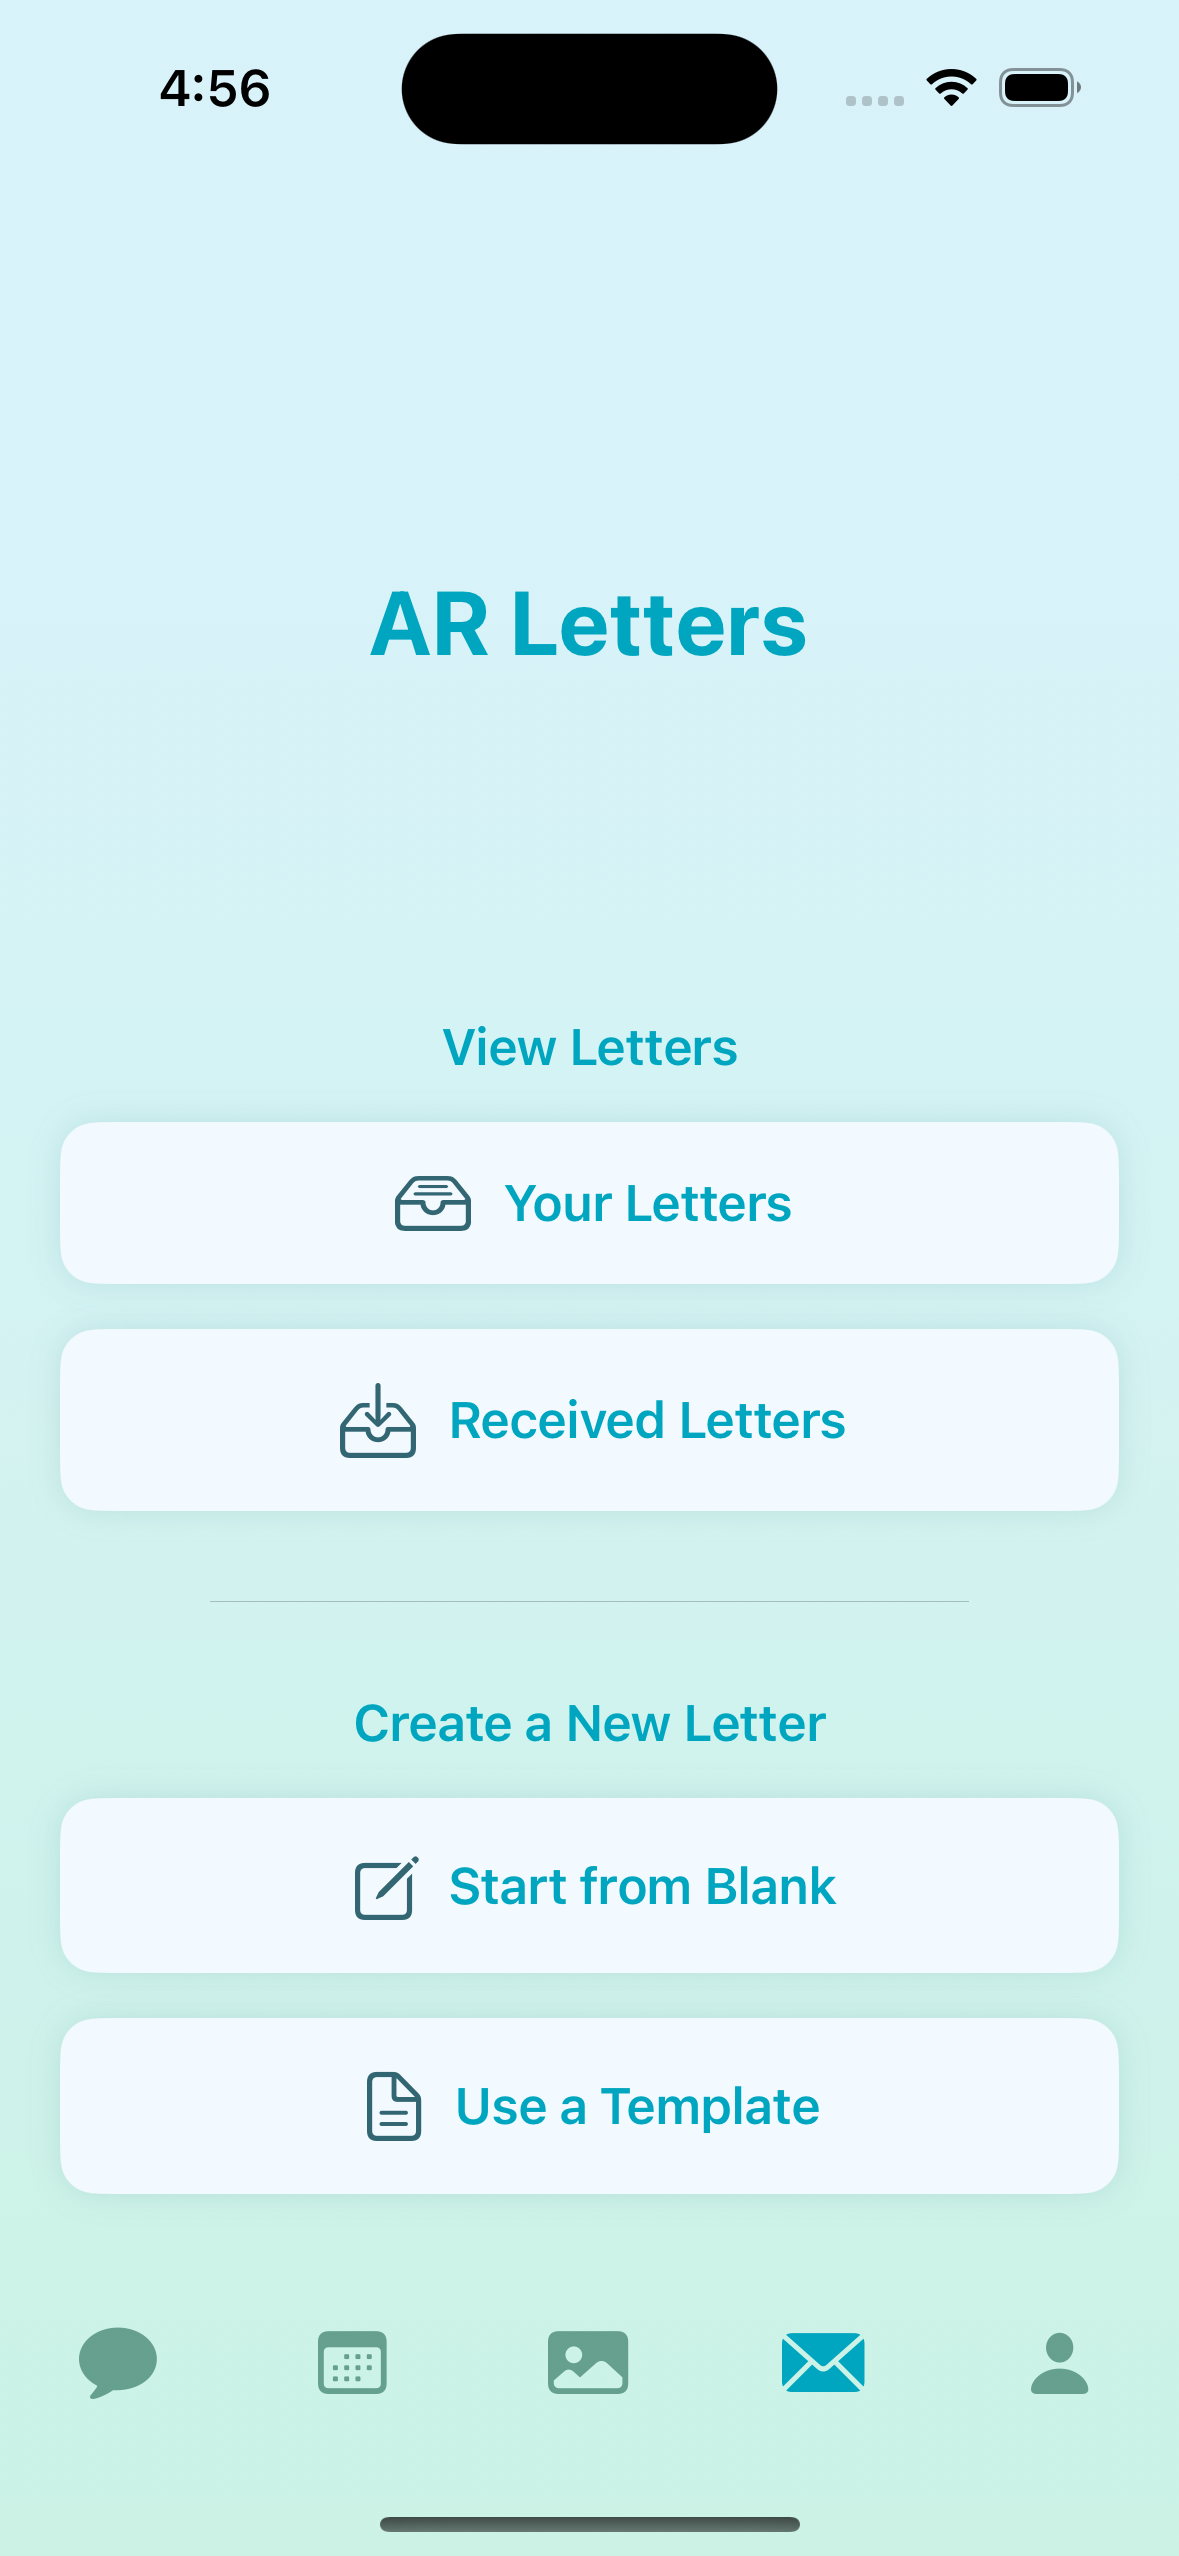 4:56
AR Letters
View Letters
Your Letters
Received Letters
Create a New Letter
Start from Blank
Use a Template